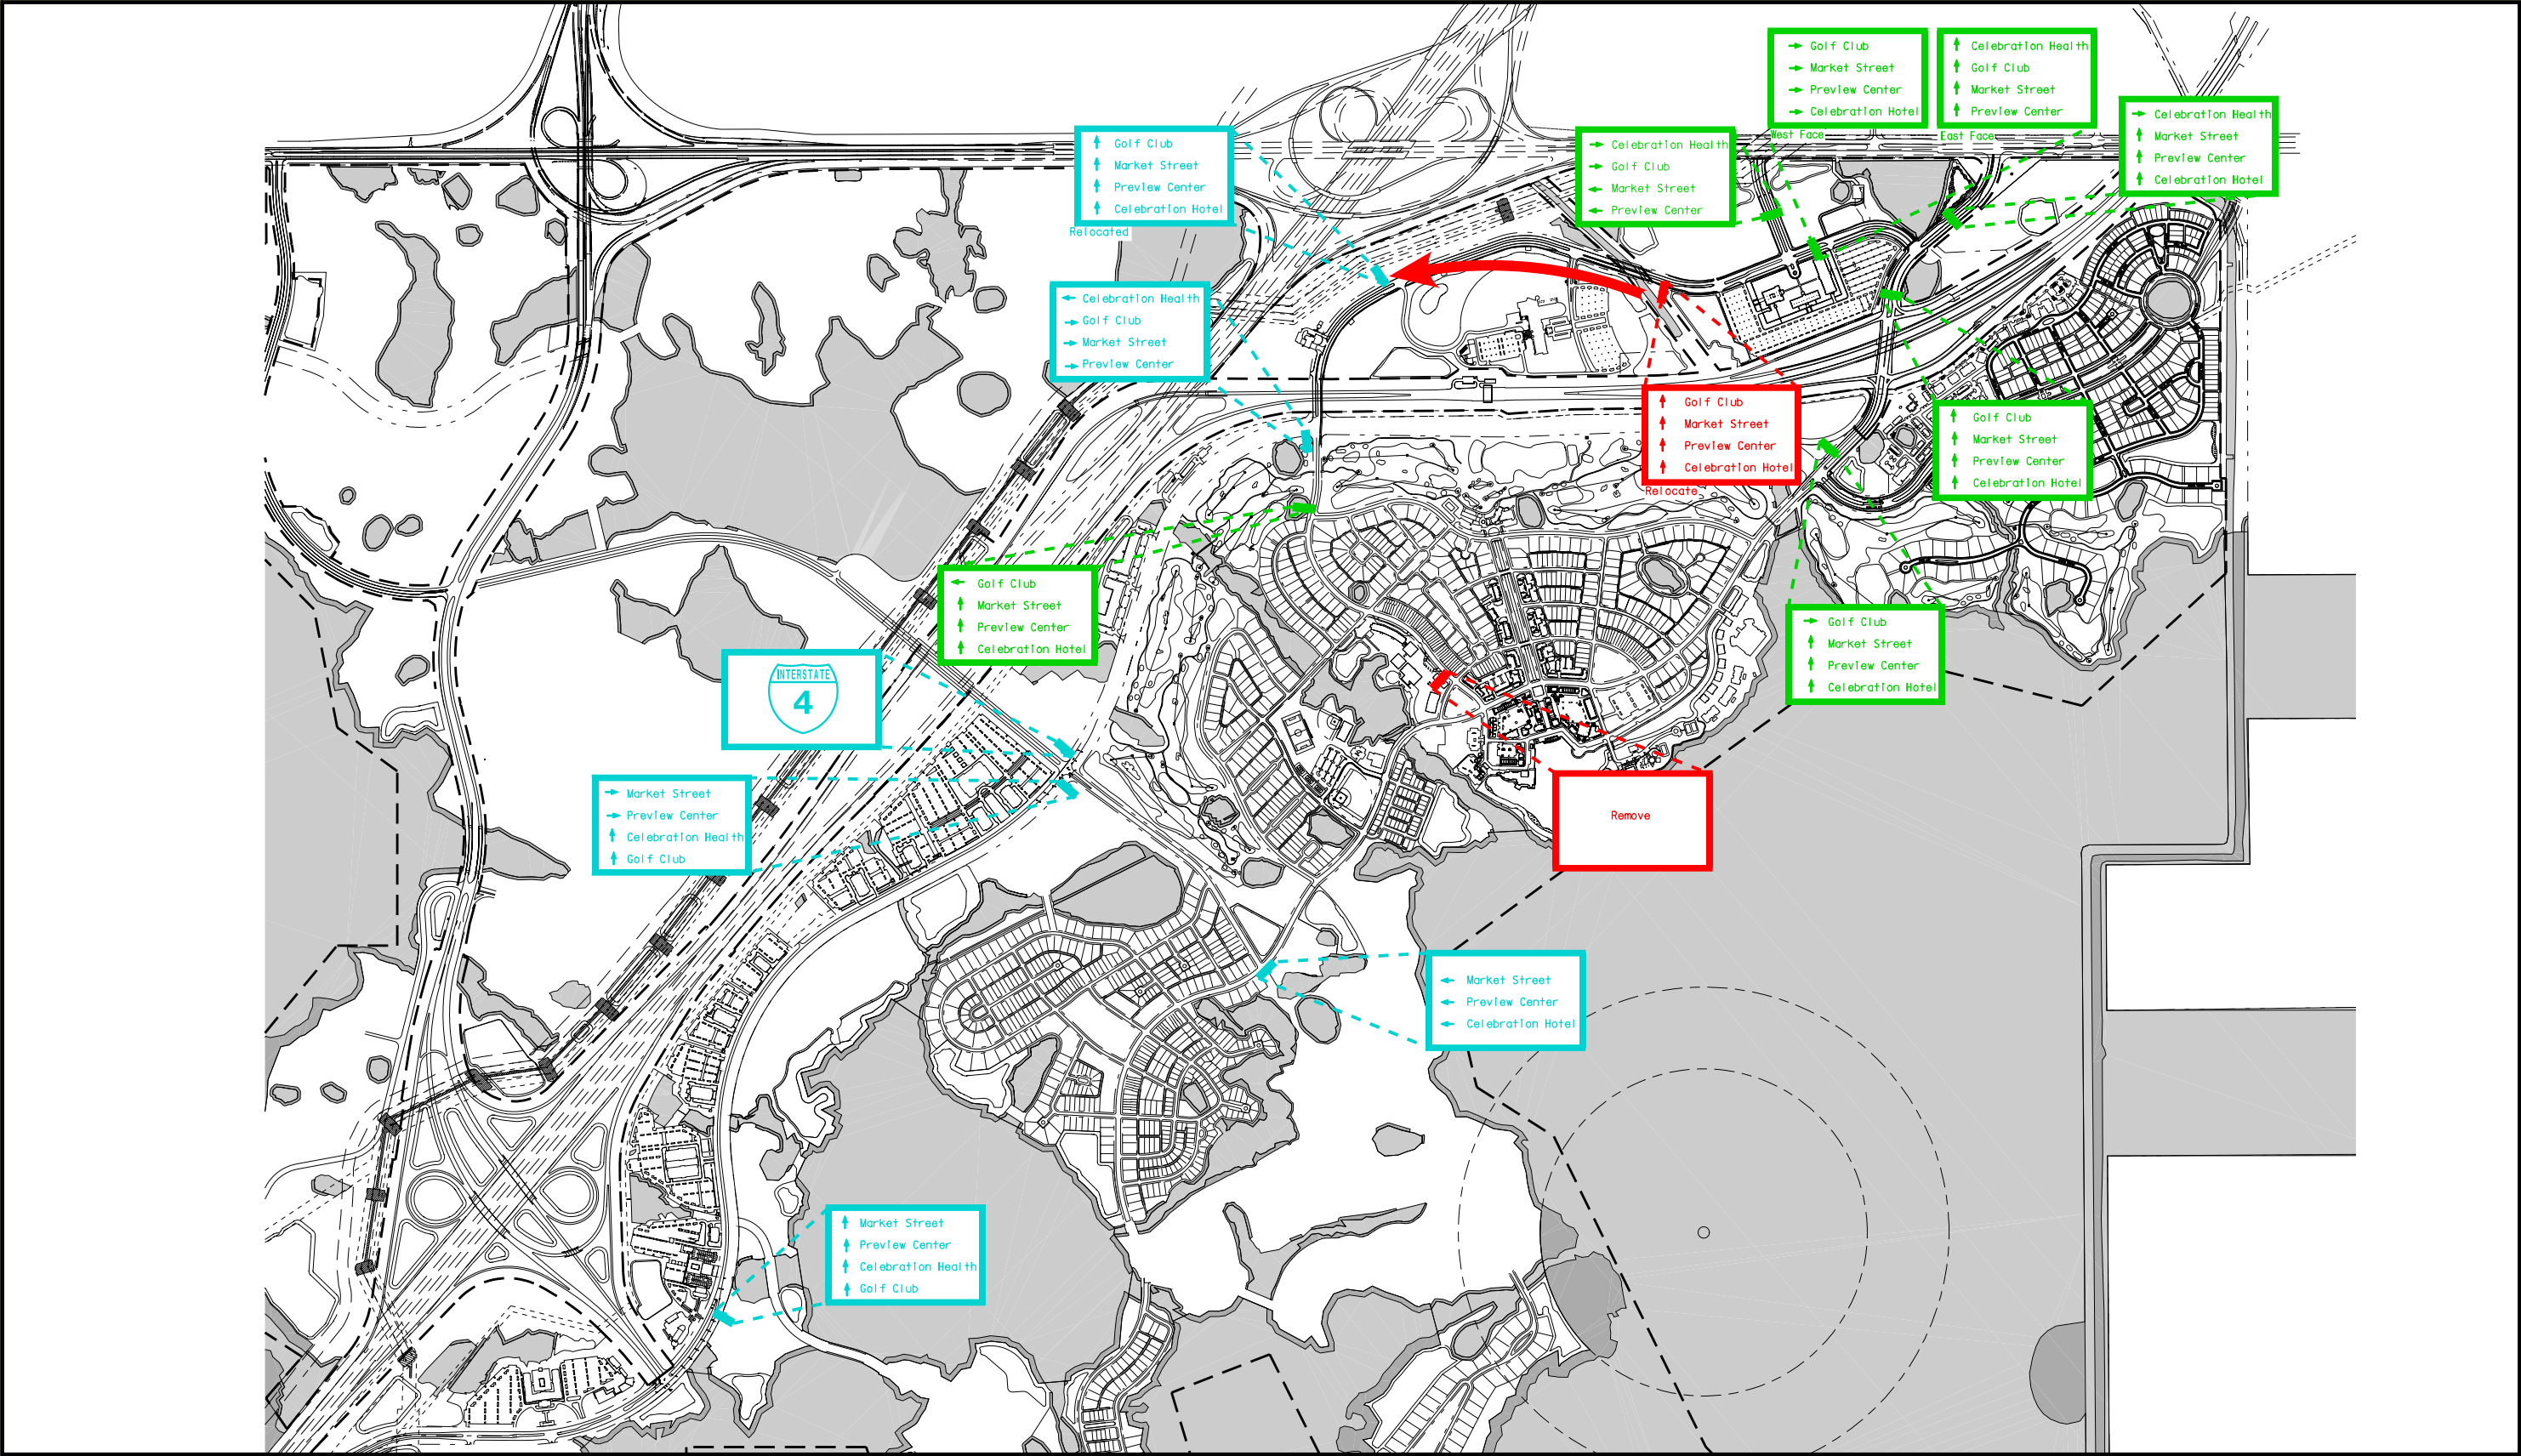 → Golf Club
→ Market Street
→ Preview Center
→ Celebration Hotel
West Face
↑ Celebration Health
↑ Golf Club
↑ Market Street
↑ Preview Center
East Face
→ Celebration Health
↑ Market Street
↑ Preview Center
↑ Celebration Hotel
↑ Golf Club
↑ Market Street
↑ Preview Center
↑ Celebration Hotel
Relocated
→ Celebration Health
→ Golf Club
← Market Street
← Preview Center
← Celebration Health
→ Golf Club
→ Market Street
→ Preview Center
↑ Golf Club
↑ Market Street
↑ Preview Center
↑ Celebration Hotel
Relocate
↑ Golf Club
↑ Market Street
↑ Preview Center
↑ Celebration Hotel
← Golf Club
↑ Market Street
↑ Preview Center
↑ Celebration Hotel
→ Golf Club
↑ Market Street
↑ Preview Center
↑ Celebration Hotel
INTERSTATE
4
→ Market Street
→ Preview Center
↑ Celebration Health
↑ Golf Club
Remove
← Market Street
← Preview Center
← Celebration Hotel
↑ Market Street
↑ Preview Center
↑ Celebration Health
↑ Golf Club